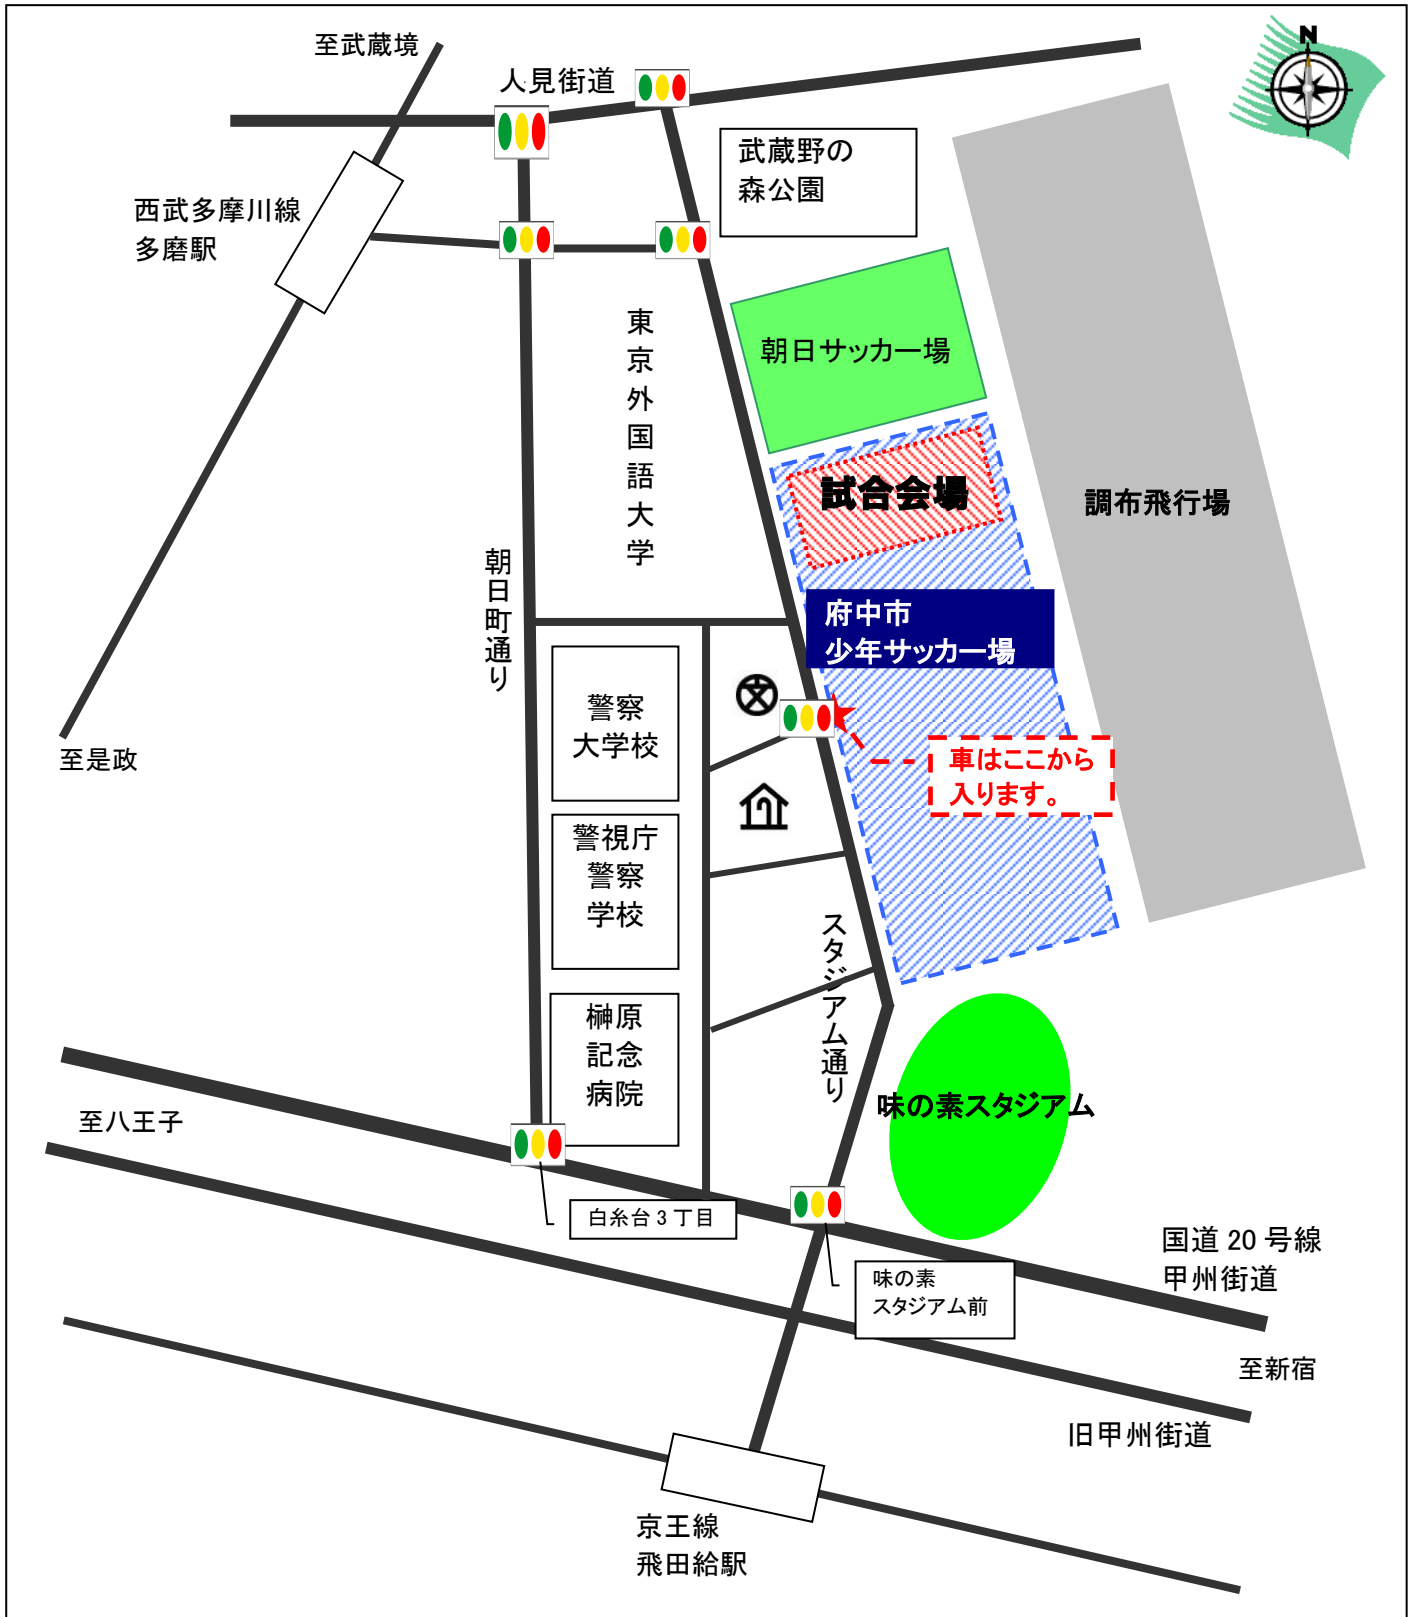 至武蔵境
人見街道
N
武蔵野の
森公園
西武多摩川線
多磨駅
東京外国語大学
朝日サッカー場
試合会場
調布飛行場
朝日町通り
府中市
少年サッカー場
警察
大学校
至是政
車はここから
入ります。
警視庁
警察
学校
スタジアム通り
榊原
記念
病院
味の素スタジアム
至八王子
白糸台3丁目
国道20号線
甲州街道
味の素
スタジアム前
至新宿
旧甲州街道
京王線
飛田給駅